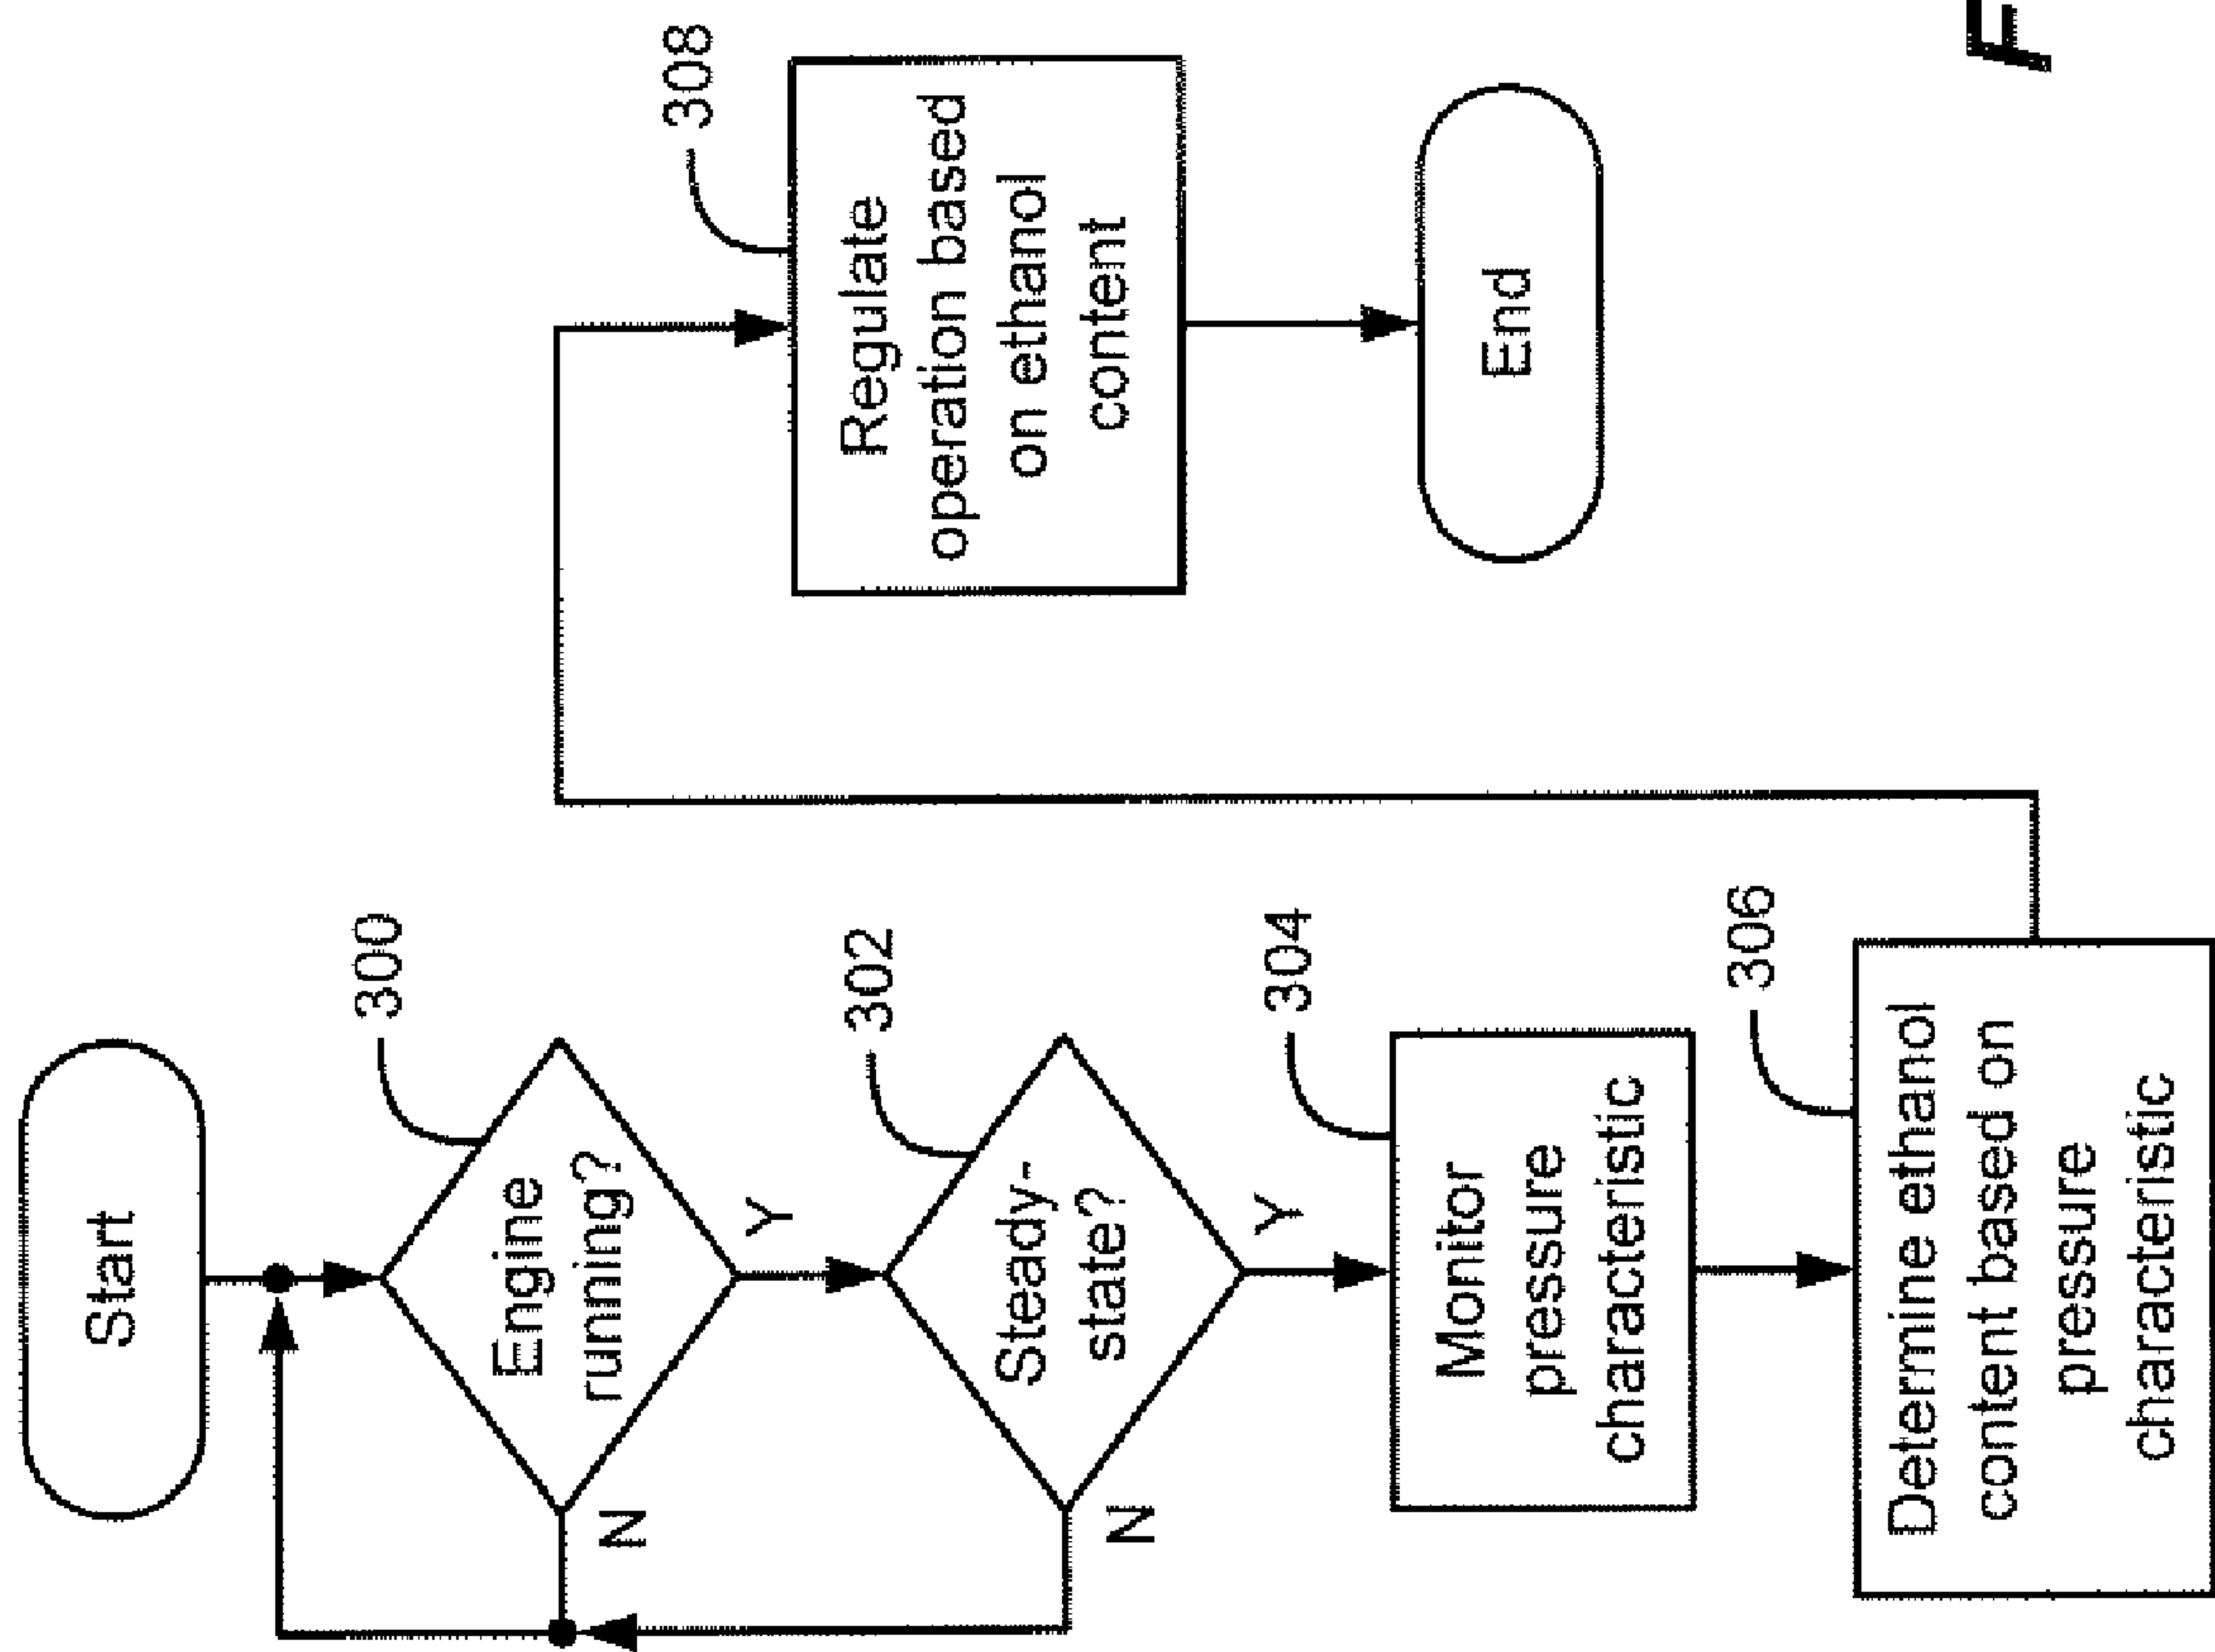 Start
300
Engine
running?
Y
N
302
Steady-
state?
Y
N
304
Monitor
pressure
characteristic
306
Determine ethanol
content based on
pressure
characteristic
308
Regulate
operation based
on ethanol
content
End
F